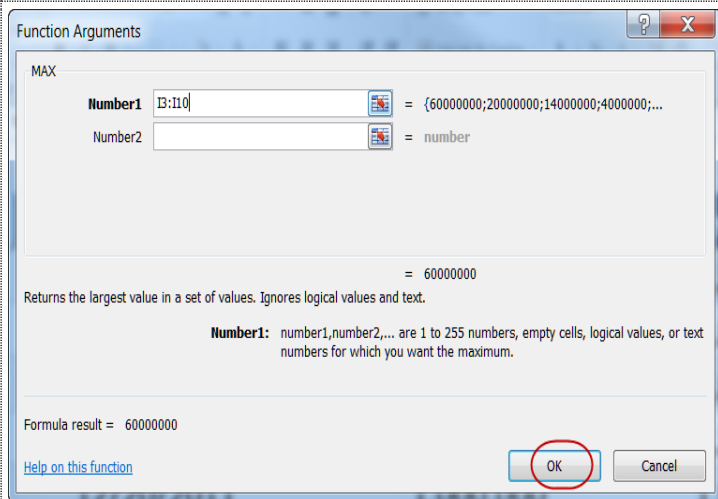 Function Arguments
MAX
Number1 I3:I10 = {60000000;20000000;14000000;4000000;...
Number2 = number
= 60000000
Returns the largest value in a set of values. Ignores logical values and text.
Number1: number1,number2,... are 1 to 255 numbers, empty cells, logical values, or text
numbers for which you want the maximum.
Formula result = 60000000
Help on this function
OK Cancel